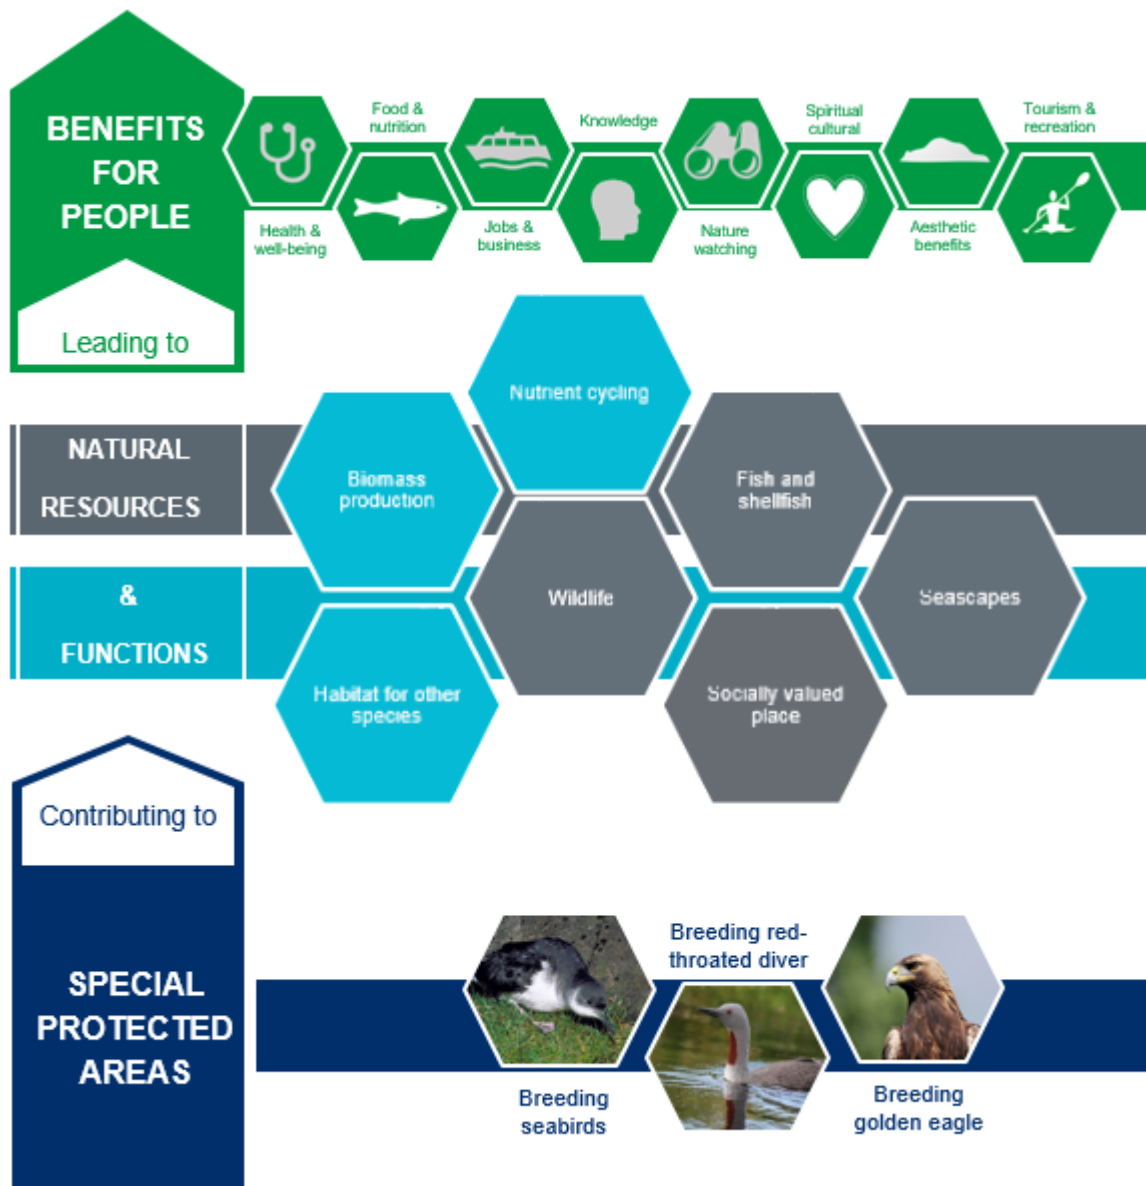 BENEFITS
FOR
PEOPLE
Leading to
Health &
well-being
Food &
nutrition
Jobs &
business
Knowledge
Nature
watching
Spiritual
cultural
Aesthetic
benefits
Tourism &
recreation
NATURAL
RESOURCES
&
FUNCTIONS
Nutrient cycling
Biomass
production
Fish and
shellfish
Wildlife
Seascapes
Habitat for other
species
Socially valued
place
Contributing to
SPECIAL
PROTECTED
AREAS
Breeding
seabirds
Breeding red-
throated diver
Breeding
golden eagle